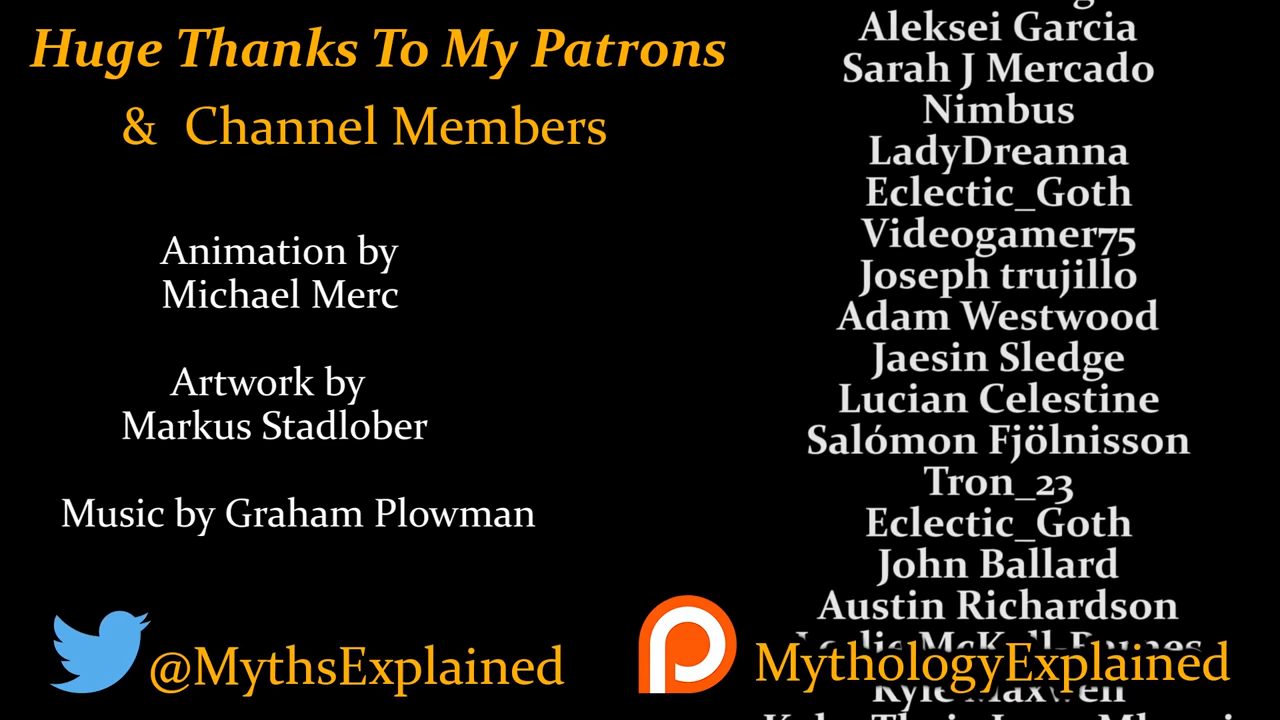 Huge Thanks To My Patrons
& Channel Members
Animation by
Michael Merc
Artwork by
Markus Stadlober
Music by Graham Plowman
@MythsExplained
Aleksei Garcia
Sarah J Mercado
Nimbus
LadyDreanna
Eclectic_Goth
Videogamer75
Joseph trujillo
Adam Westwood
Jaesin Sledge
Lucian Celestine
Salómon Fjölnisson
Tron_23
Eclectic_Goth
John Ballard
Austin Richardson
MythologyExplained
Kyle Maxwell